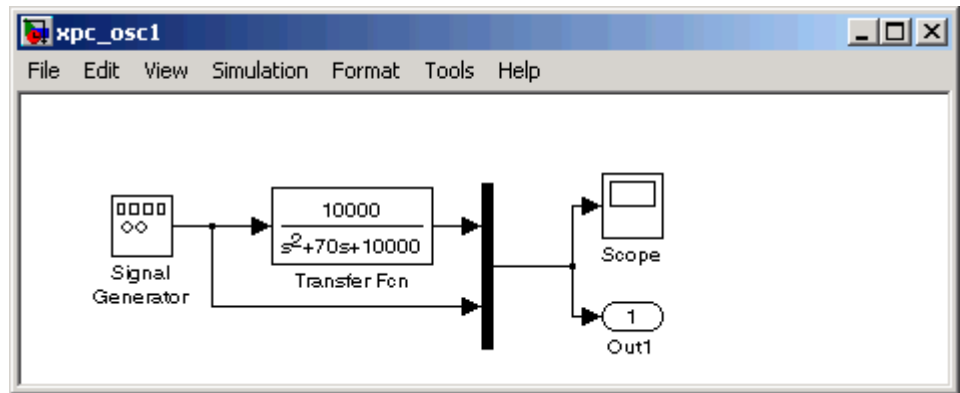 xpc_osc1
File Edit View Simulation Format Tools Help
10000
s²+70s+10000
Transfer Fcn
Signal
Generator
Scope
1
Out1